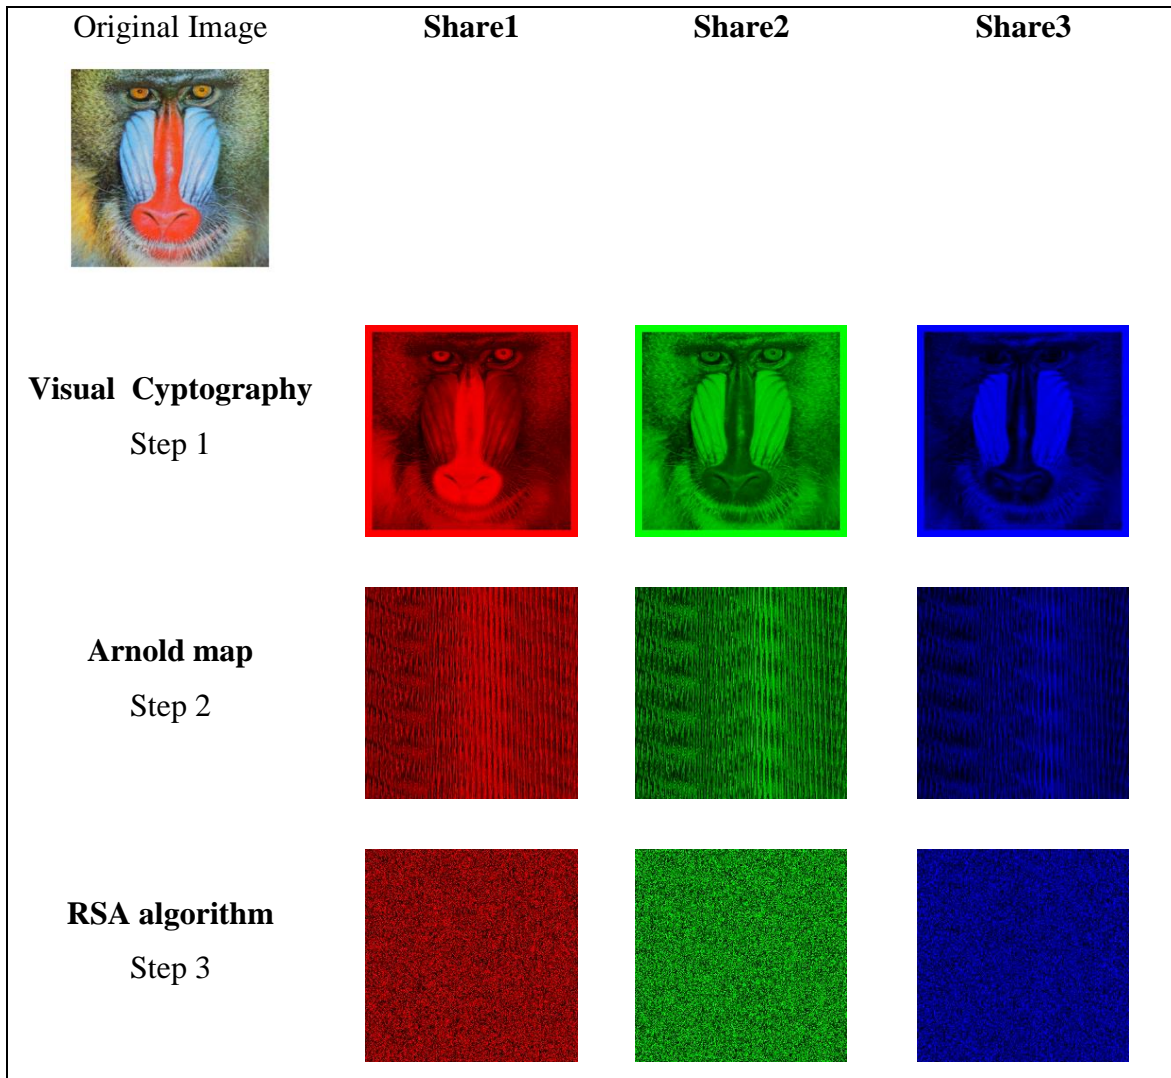 Original Image Share1 Share2 Share3
Visual Cyptography
Step 1
Arnold map
Step 2
RSA algorithm
Step 3